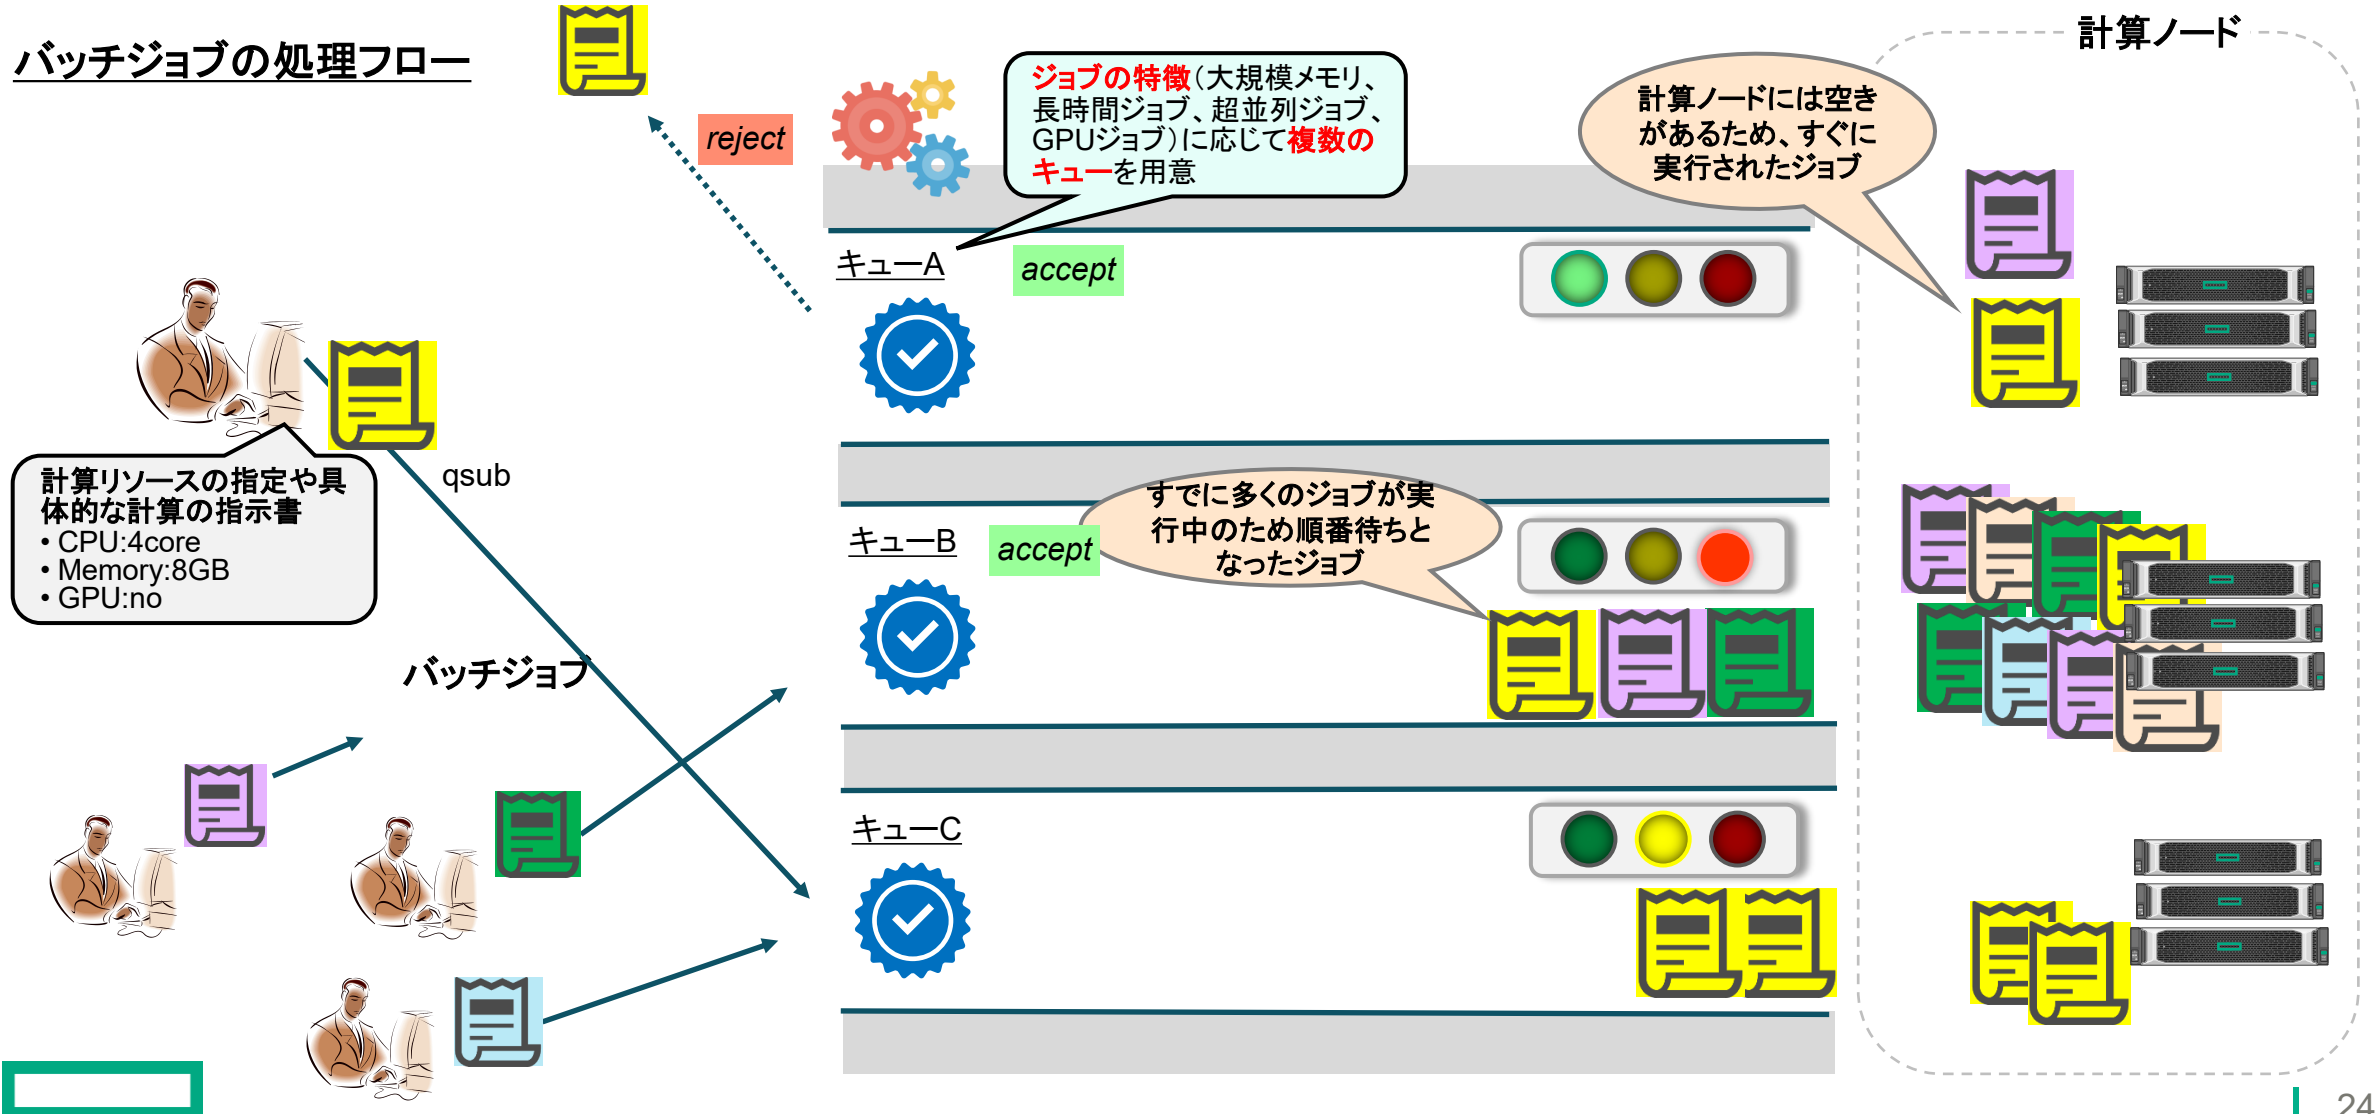 バッチジョブの処理フロー
reject
ジョブの特徴（大規模メモリ、
長時間ジョブ、超並列ジョブ、
GPUジョブ）に応じて複数の
キューを用意
計算ノードには空き
があるため、すぐに
実行されたジョブ
計算ノード
キューA
accept
計算リソースの指定や具
体的な計算の指示書
• CPU:4core
• Memory:8GB
• GPU:no
qsub
すでに多くのジョブが実
行中のため順番待ちと
なったジョブ
キューB
accept
バッチジョブ
キューC
24